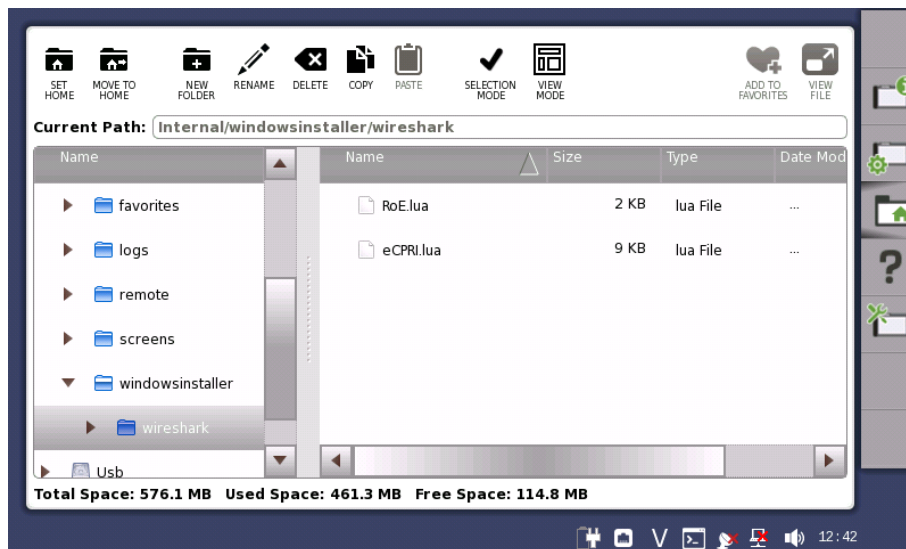 SET HOME
MOVE TO HOME
NEW FOLDER
RENAME
DELETE
COPY
PASTE
SELECTION MODE
VIEW MODE
ADD TO FAVORITES
VIEW FILE
Current Path: Internal/windowsinstaller/wireshark
Name
Name Size Type Date Mod
favorites
logs
remote
screens
windowsinstaller
wireshark
Usb
RoE.lua 2 KB lua File ...
eCPRI.lua 9 KB lua File ...
Total Space: 576.1 MB Used Space: 461.3 MB Free Space: 114.8 MB
?
V >_ 12:42